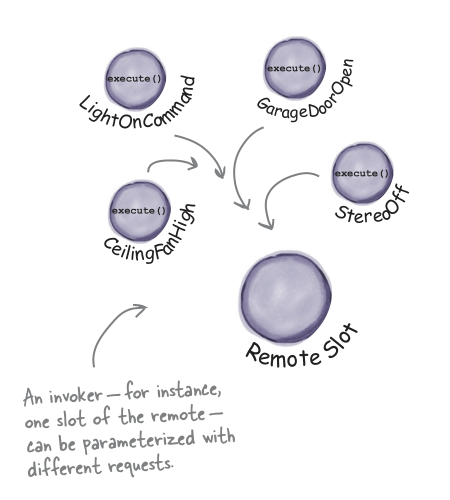 execute()
LightOnCommand
execute()
GarageDoorOpen
execute()
StereoOff
execute()
CeilingFanHigh
Remote Slot
An invoker — for instance,
one slot of the remote —
can be parameterized with
different requests.